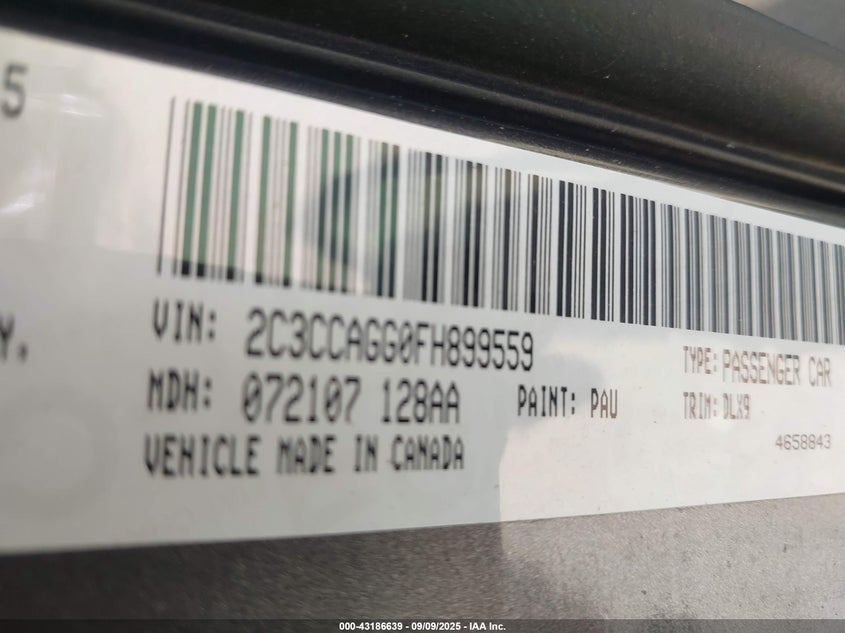 5
Y.
VIN: 2C3CCAGG0FH899559
TYPE: PASSENGER CAR
MDH: 072107 128AA
PAINT: PAU
TRIM: DLX9
VEHICLE MADE IN CANADA
4658843
000-43186639 - 09/09/2025 - IAA Inc.